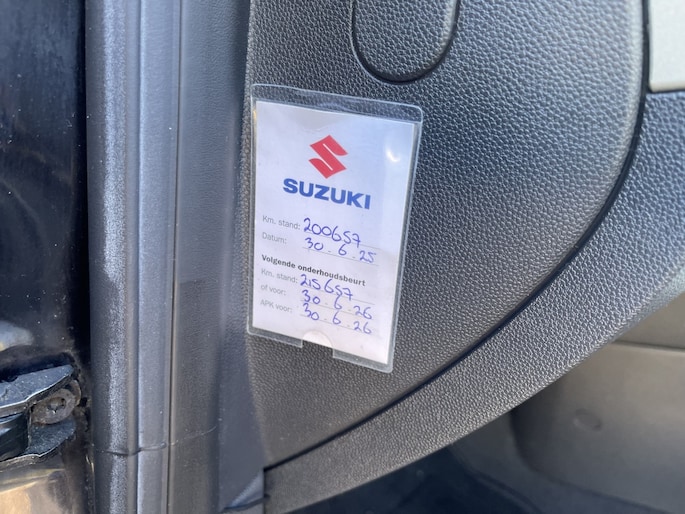 SUZUKI
Km. stand: 200657
Datum: 30.6.25
Volgende onderhoudsbeurt
Km. stand: 215657
of voor: 30.6.26
APK voor: 30.6.26